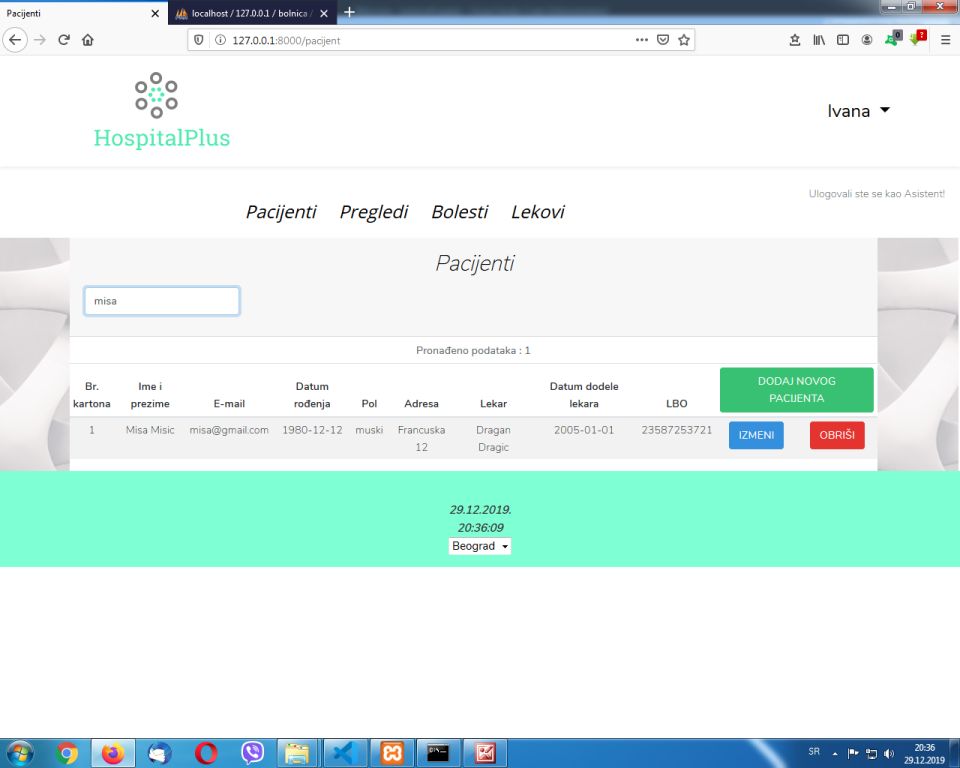 Pacijenti
localhost / 127.0.0.1 / bolnica /
127.0.0.1:8000/pacijent
0
?
HospitalPlus
Ivana
Ulogovali ste se kao Asistent!
Pacijenti Pregledi Bolesti Lekovi
Pacijenti
misa
Pronađeno podataka : 1
Br. kartona
Ime i prezime
E-mail
Datum rođenja
Pol
Adresa
Lekar
Datum dodele lekara
LBO
DODAJ NOVOG
PACIJENTA
1
Misa Misic
misa@gmail.com
1980-12-12
muski
Francuska 12
Dragan Dragic
2005-01-01
23587253721
IZMENI
OBRIŠI
29.12.2019.
20:36:09
Beograd
SR
20:36
29.12.2019